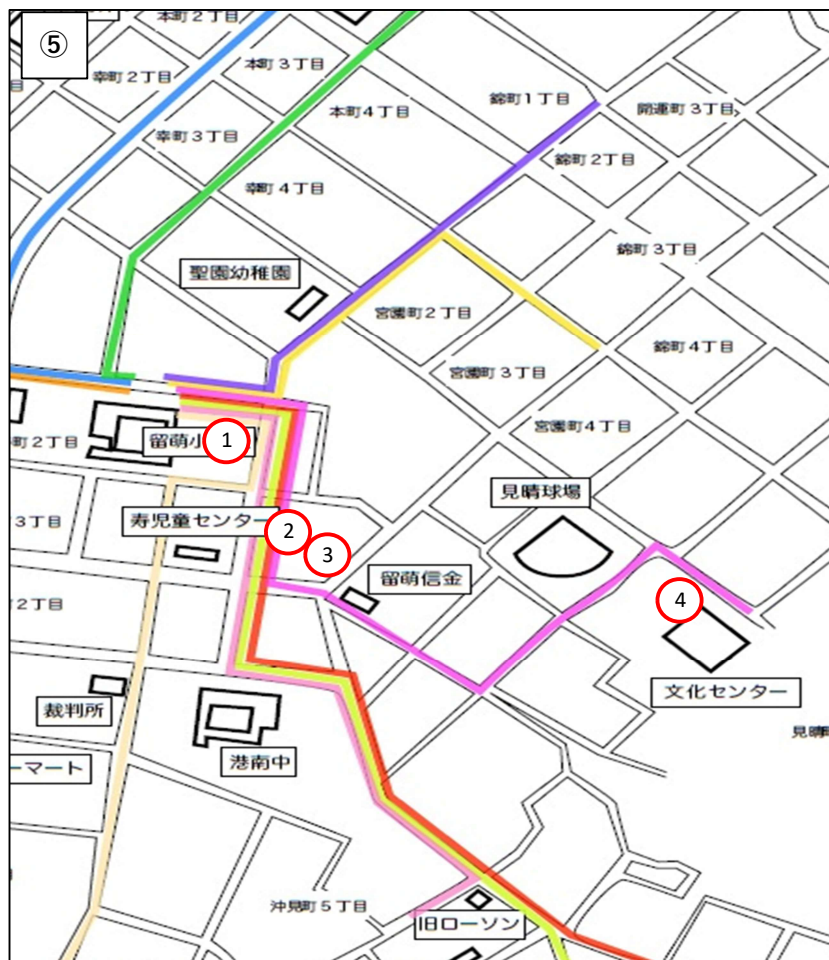 ⑤
本町2丁目
本町3丁目
幸町2丁目
本町4丁目
錦町1丁目
開運町3丁目
幸町3丁目
錦町2丁目
幸町4丁目
錦町3丁目
聖園幼稚園
宮園町2丁目
錦町4丁目
宮園町3丁目
宮園町4丁目
町2丁目
留萌小
1
見晴球場
3丁目
寿児童センター
2
3
留萌信金
2丁目
4
文化センター
裁判所
見晴
港南中
ーマート
沖見町5丁目
旧ローソン